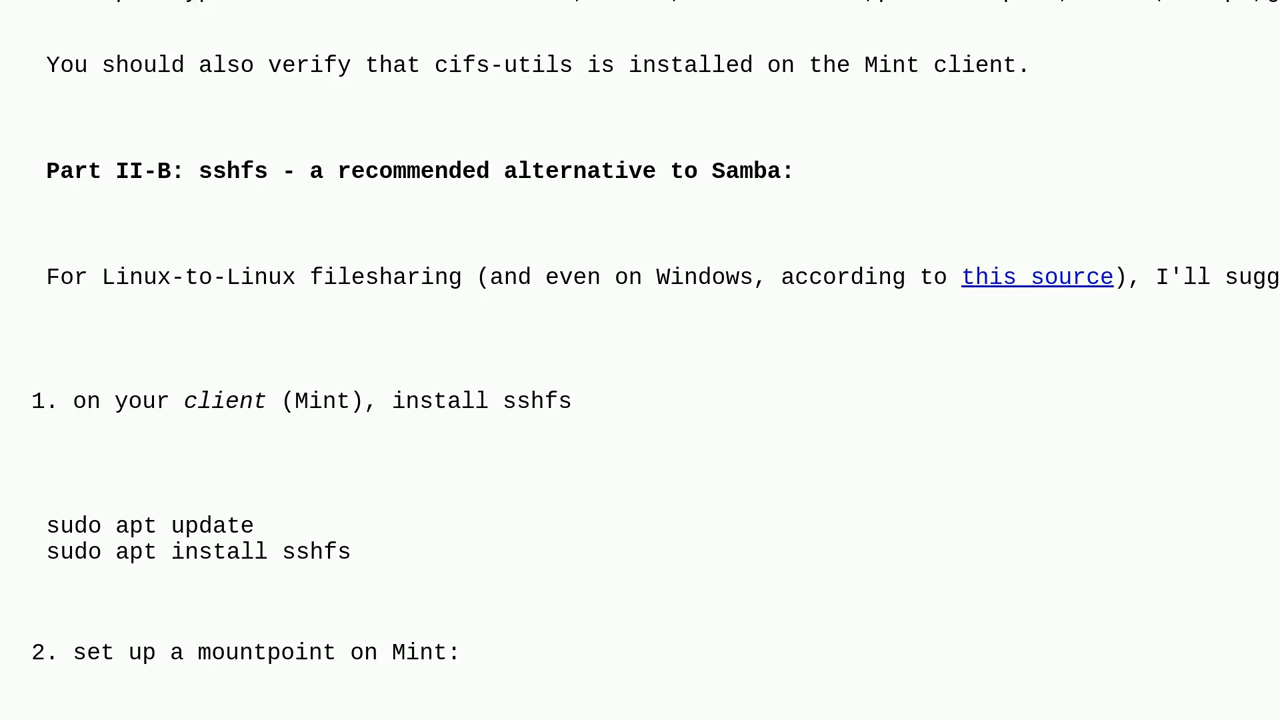 You should also verify that cifs-utils is installed on the Mint client.
Part II-B: sshfs - a recommended alternative to Samba:
For Linux-to-Linux filesharing (and even on Windows, according to this source), I'll
1. on your client (Mint), install sshfs
sudo apt update
sudo apt install sshfs
2. set up a mountpoint on Mint: